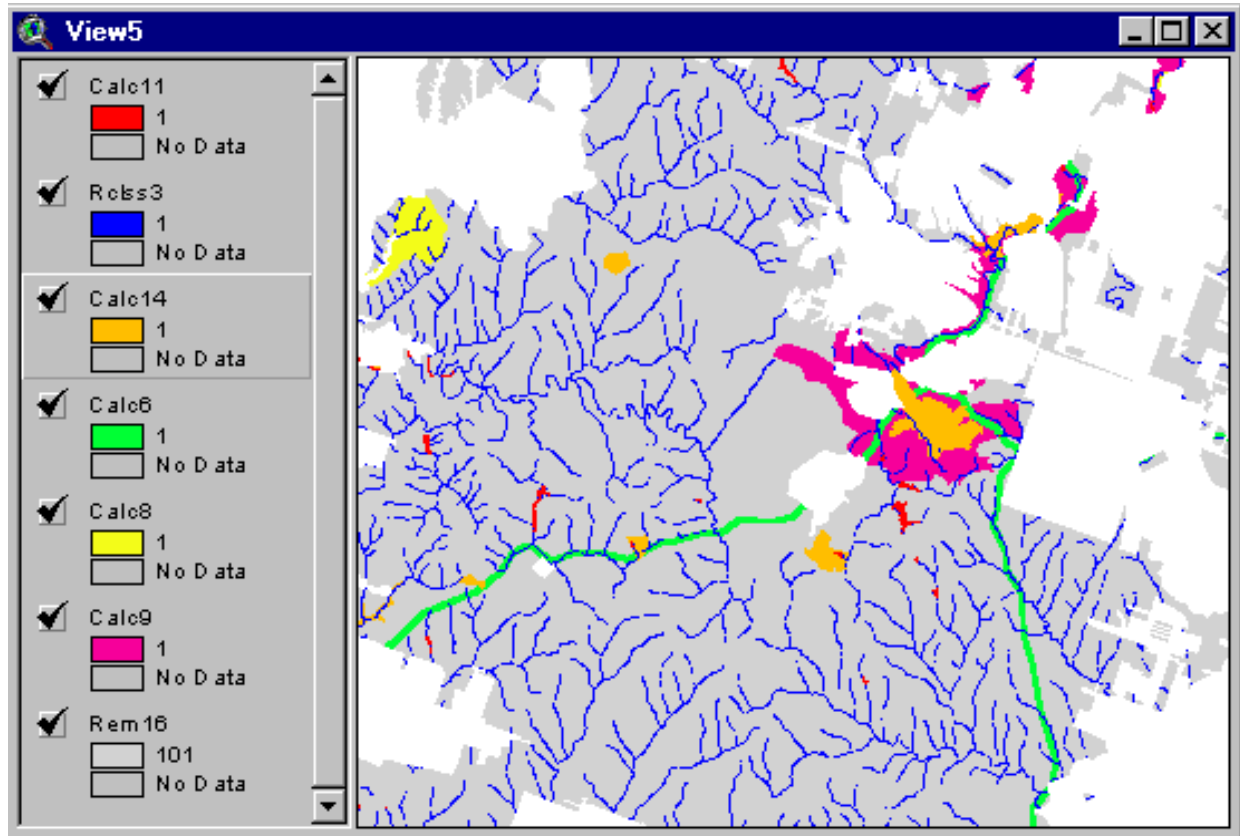 View5
Calc11
1
No Data
Rclss3
1
No Data
Calc14
1
No Data
Calc6
1
No Data
Calc8
1
No Data
Calc9
1
No Data
Rem16
101
No Data